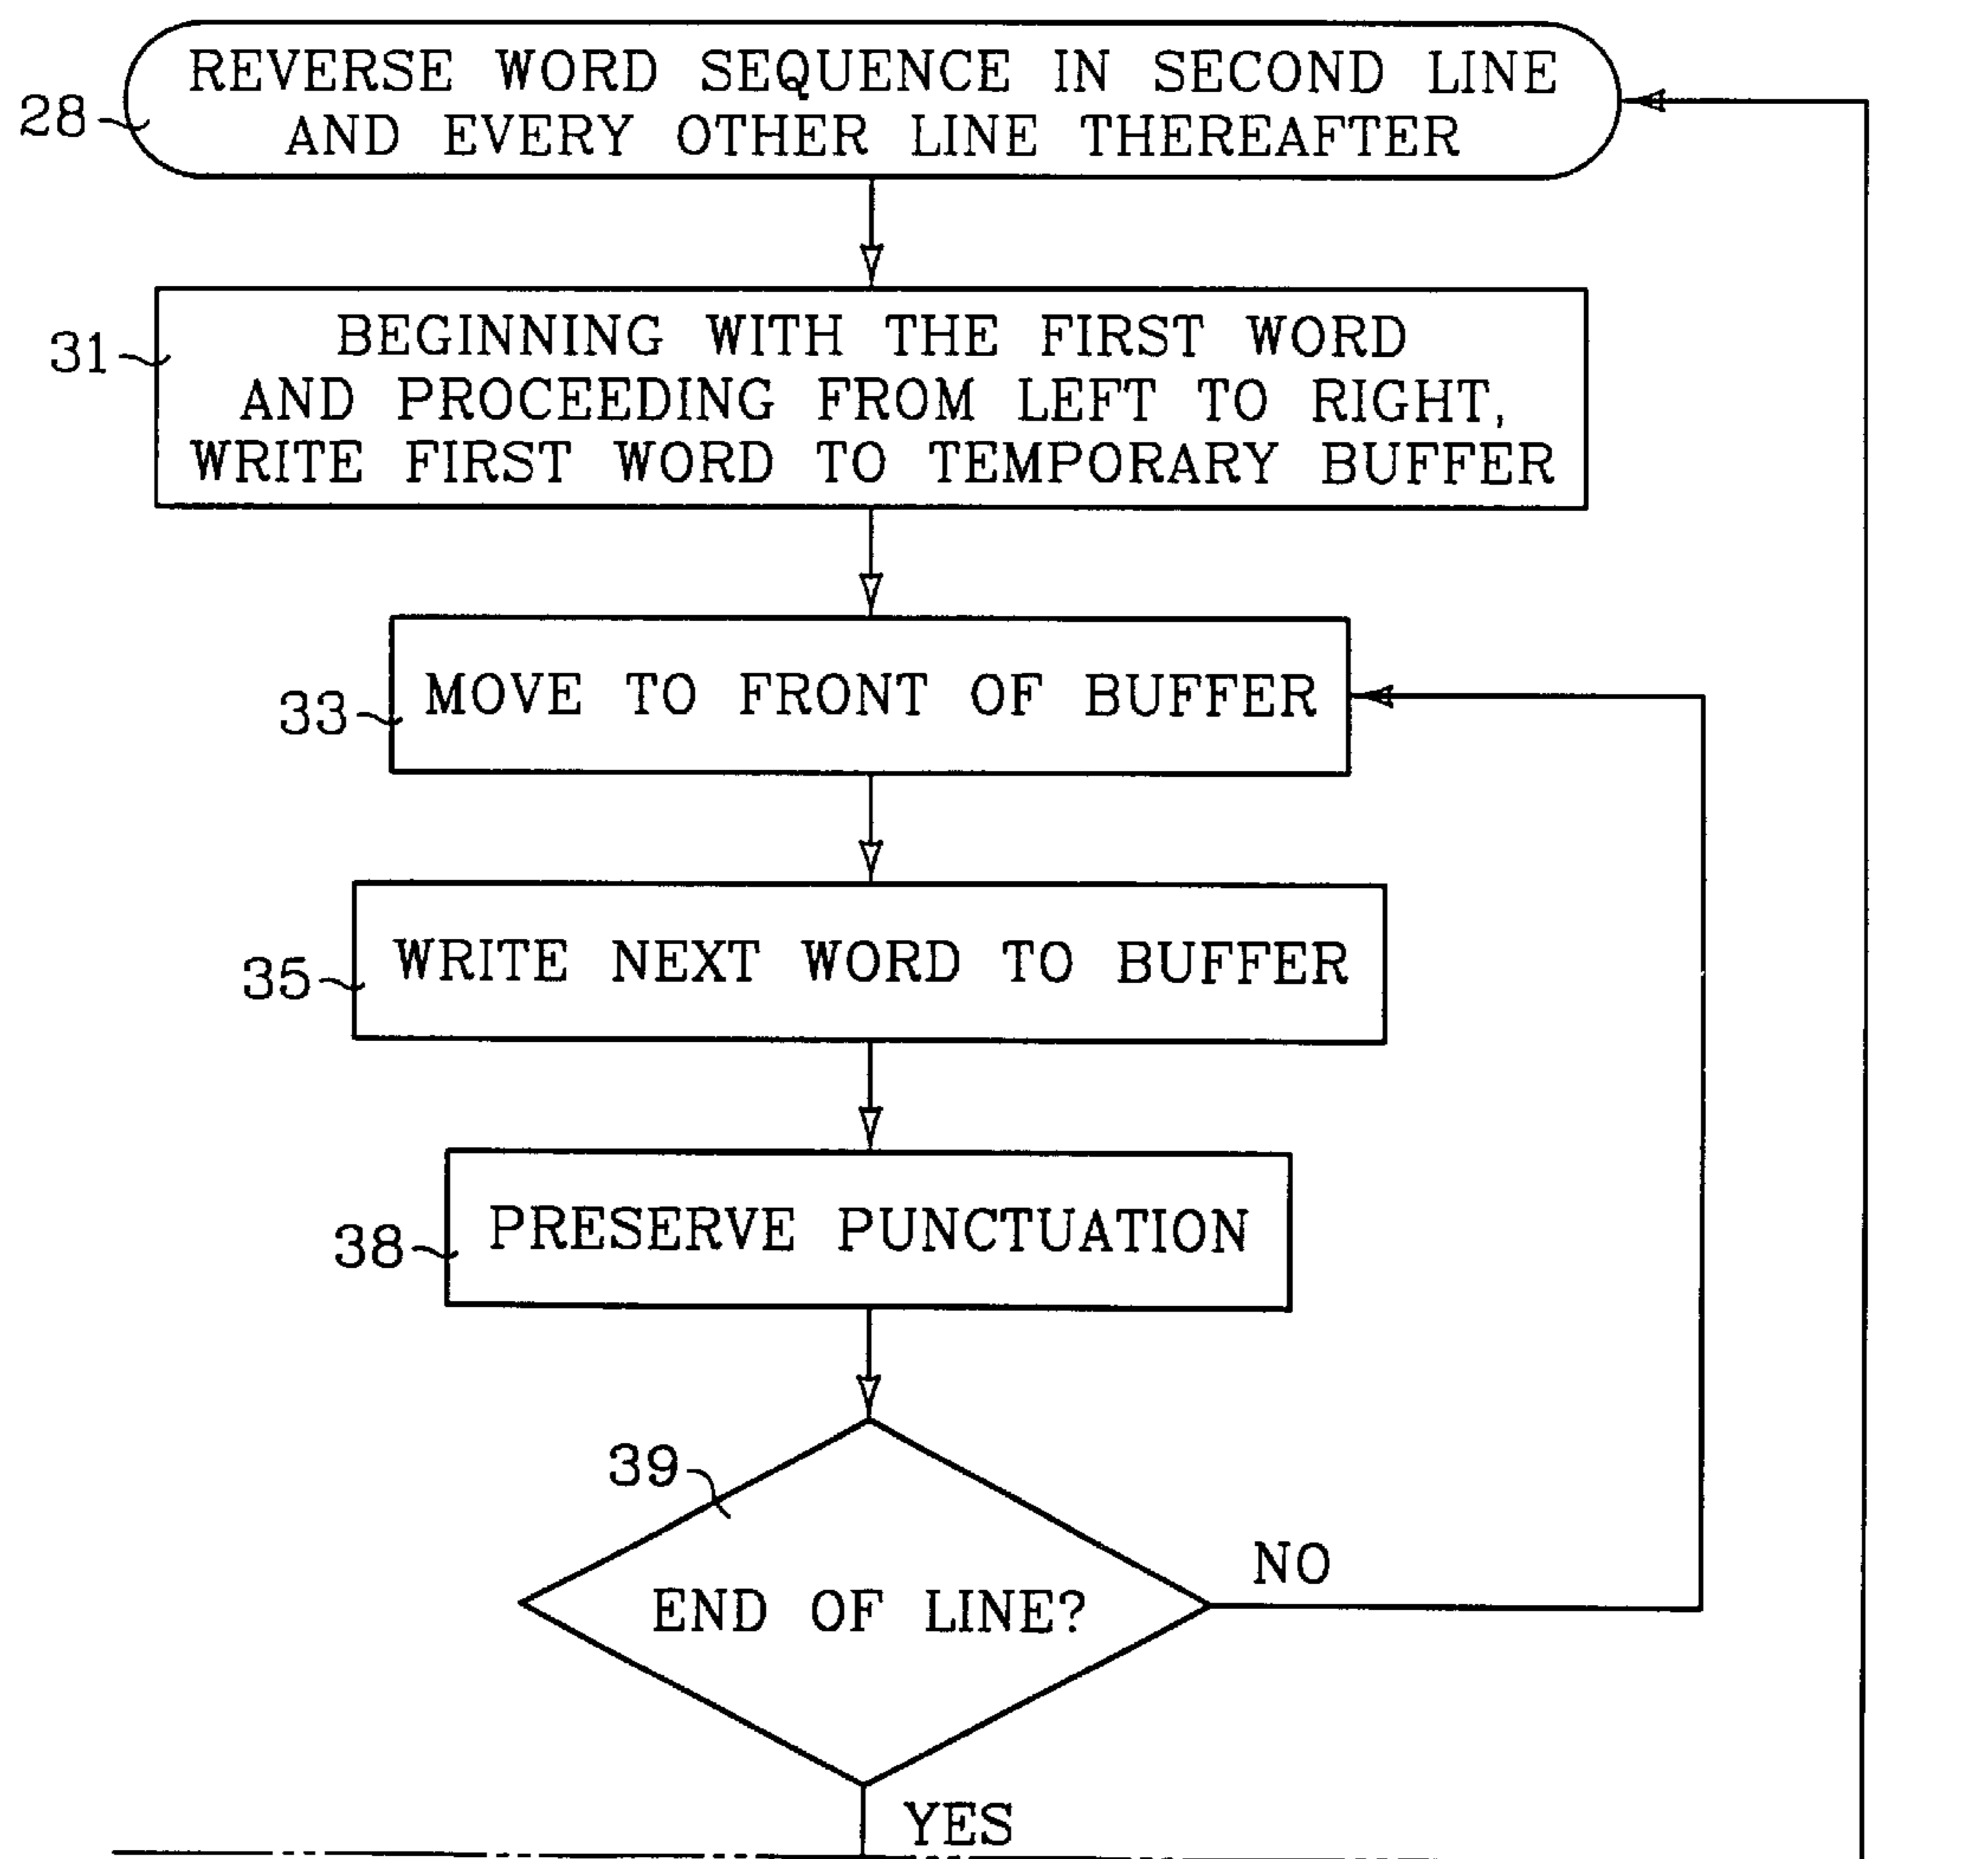 REVERSE WORD SEQUENCE IN SECOND LINE
AND EVERY OTHER LINE THEREAFTER
28
BEGINNING WITH THE FIRST WORD
AND PROCEEDING FROM LEFT TO RIGHT,
WRITE FIRST WORD TO TEMPORARY BUFFER
31
MOVE TO FRONT OF BUFFER
33
WRITE NEXT WORD TO BUFFER
35
PRESERVE PUNCTUATION
38
39
NO
END OF LINE?
YES